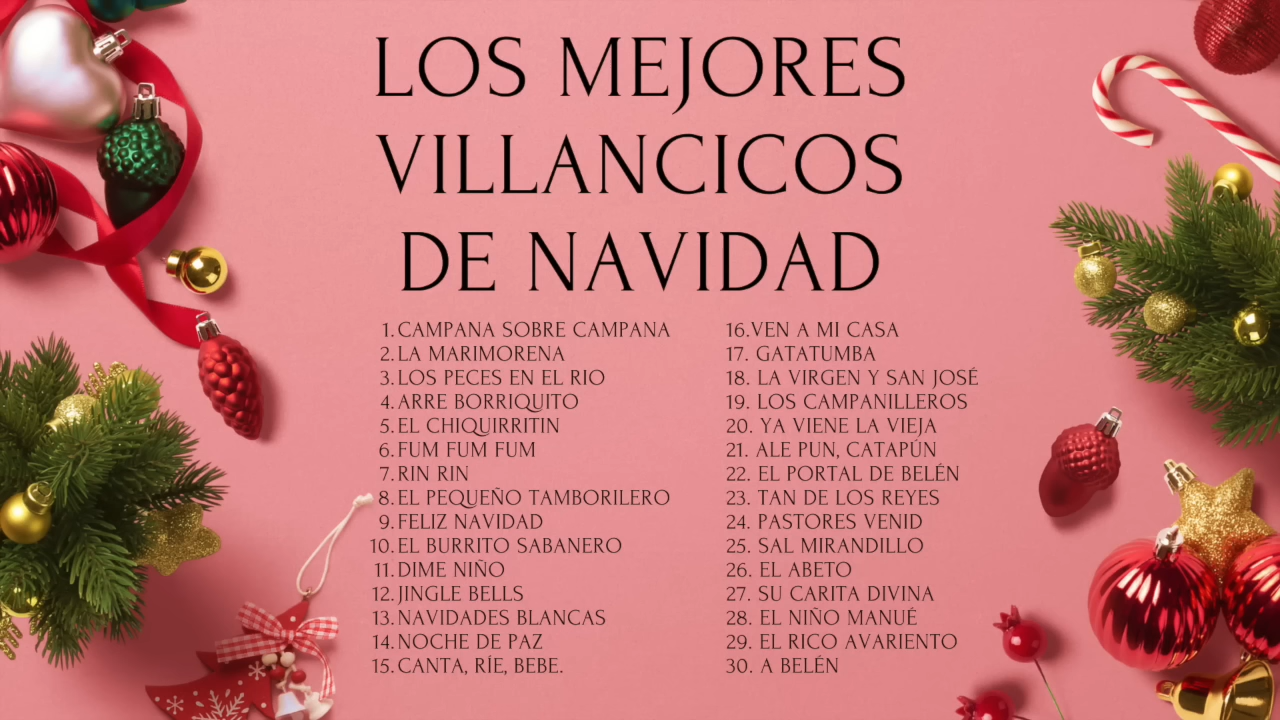 LOS MEJORES
VILLANCICOS
DE NAVIDAD
1. CAMPANA SOBRE CAMPANA
2. LA MARIMORENA
3. LOS PECES EN EL RIO
4. ARRE BORRIQUITO
5. EL CHIQUIRRITIN
6. FUM FUM FUM
7. RIN RIN
8. EL PEQUEÑO TAMBORILERO
9. FELIZ NAVIDAD
10. EL BURRITO SABANERO
11. DIME NIÑO
12. JINGLE BELLS
13. NAVIDADES BLANCAS
14. NOCHE DE PAZ
15. CANTA, RÍE, BEBE.
16.VEN A MI CASA
17. GATATUMBA
18. LA VIRGEN Y SAN JOSÉ
19. LOS CAMPANILLEROS
20. YA VIENE LA VIEJA
21. ALE PUN, CATAPÚN
22. EL PORTAL DE BELÉN
23. TAN DE LOS REYES
24. PASTORES VENID
25. SAL MIRANDILLO
26. EL ABETO
27. SU CARITA DIVINA
28. EL NIÑO MANUÉ
29. EL RICO AVARIENTO
30. A BELÉN